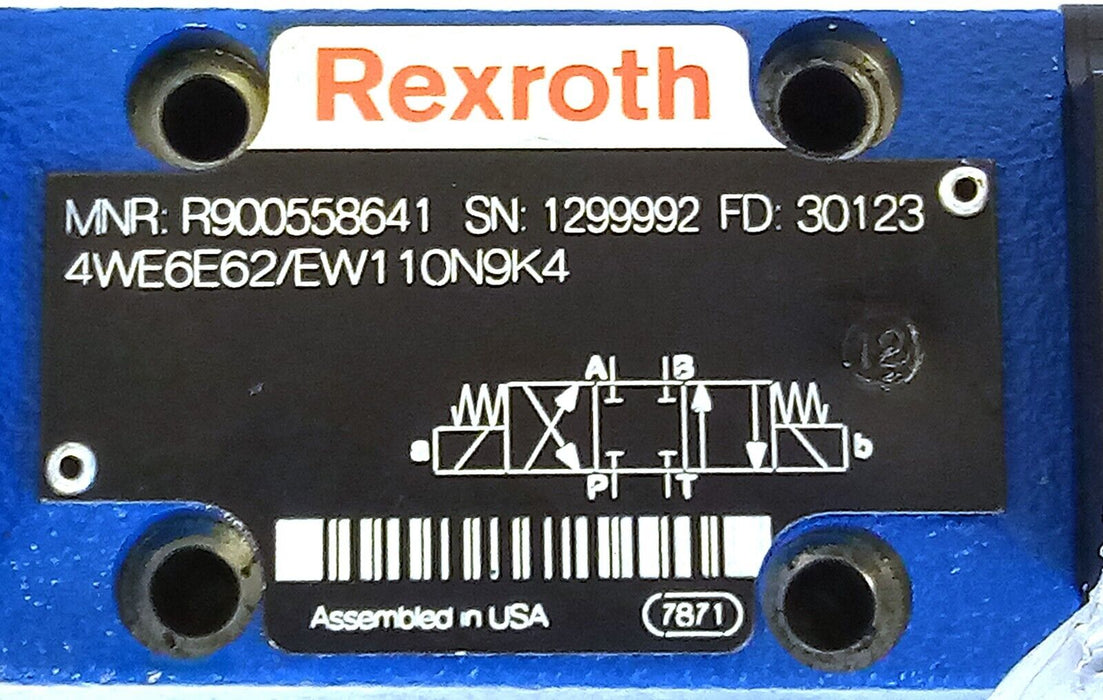 Rexroth
MNR: R900558641 SN: 1299992 FD: 30123
4WE6E62/EW110N9K4
12
A B
a b
P T
Assembled in USA 7871